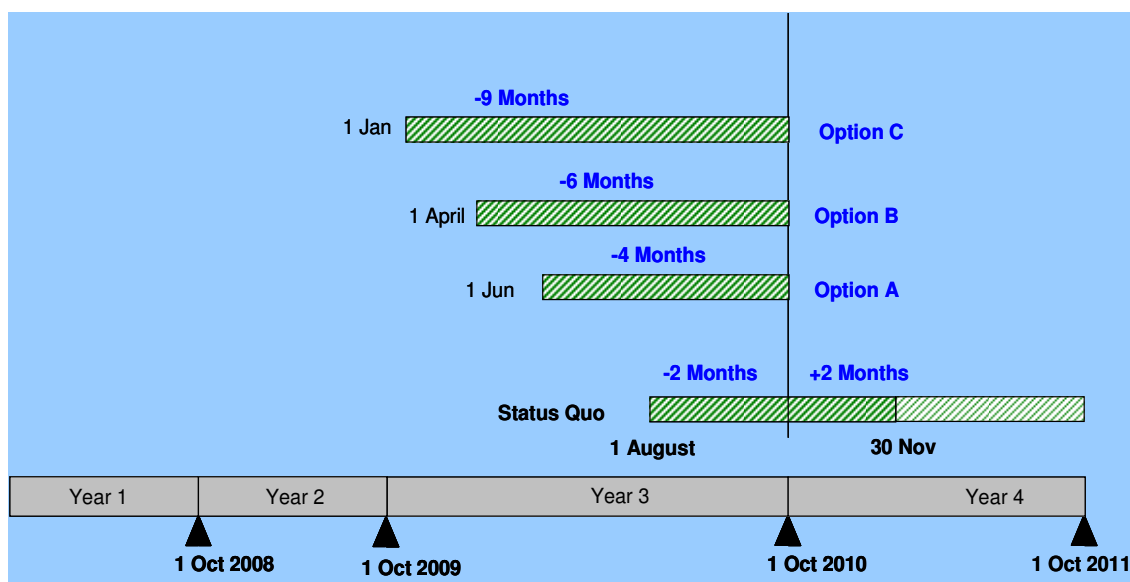 -9 Months
1 Jan
Option C
-6 Months
1 April
Option B
-4 Months
1 Jun
Option A
-2 Months
+2 Months
Status Quo
1 August
30 Nov
Year 1
Year 2
Year 3
Year 4
1 Oct 2008
1 Oct 2009
1 Oct 2010
1 Oct 2011